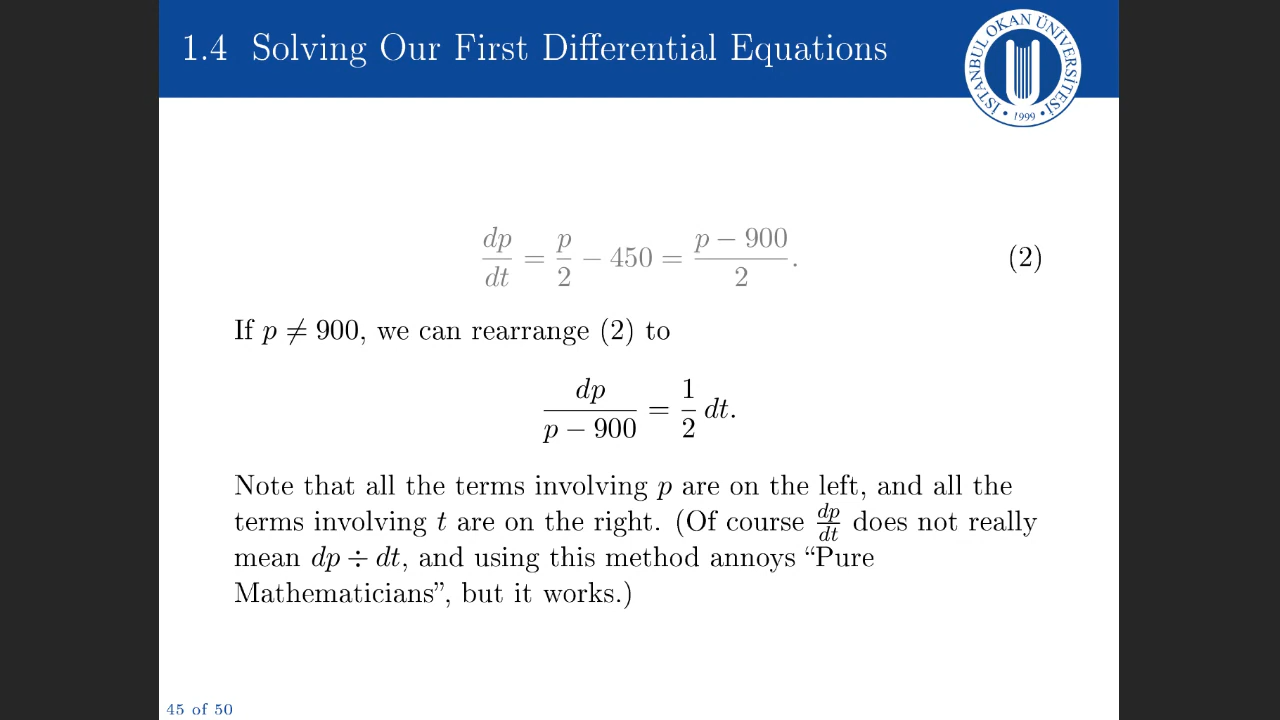 1.4 Solving Our First Differential Equations
İSTANBUL OKAN ÜNİVERSİTESİ
• 1999 •
dp/dt = p/2 − 450 = (p − 900)/2. (2)
If p ≠ 900, we can rearrange (2) to
dp/(p − 900) = 1/2 dt.
Note that all the terms involving p are on the left, and all the
terms involving t are on the right. (Of course dp/dt does not really
mean dp ÷ dt, and using this method annoys “Pure
Mathematicians”, but it works.)
45 of 50